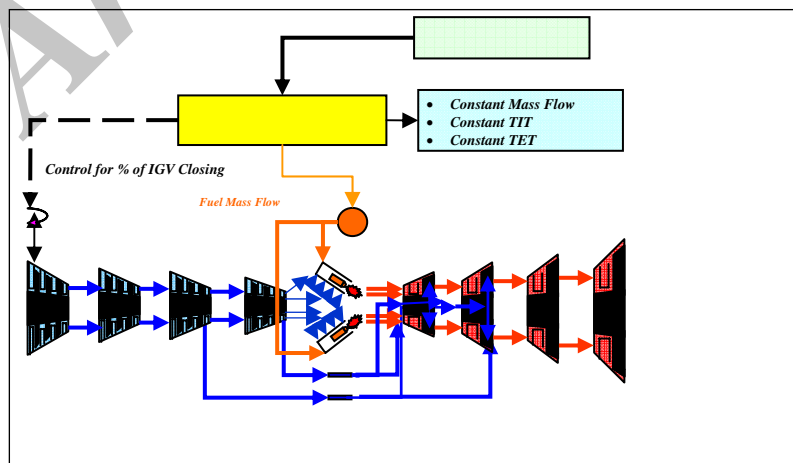 • Constant Mass Flow
• Constant TIT
• Constant TET
Control for % of IGV Closing
Fuel Mass Flow